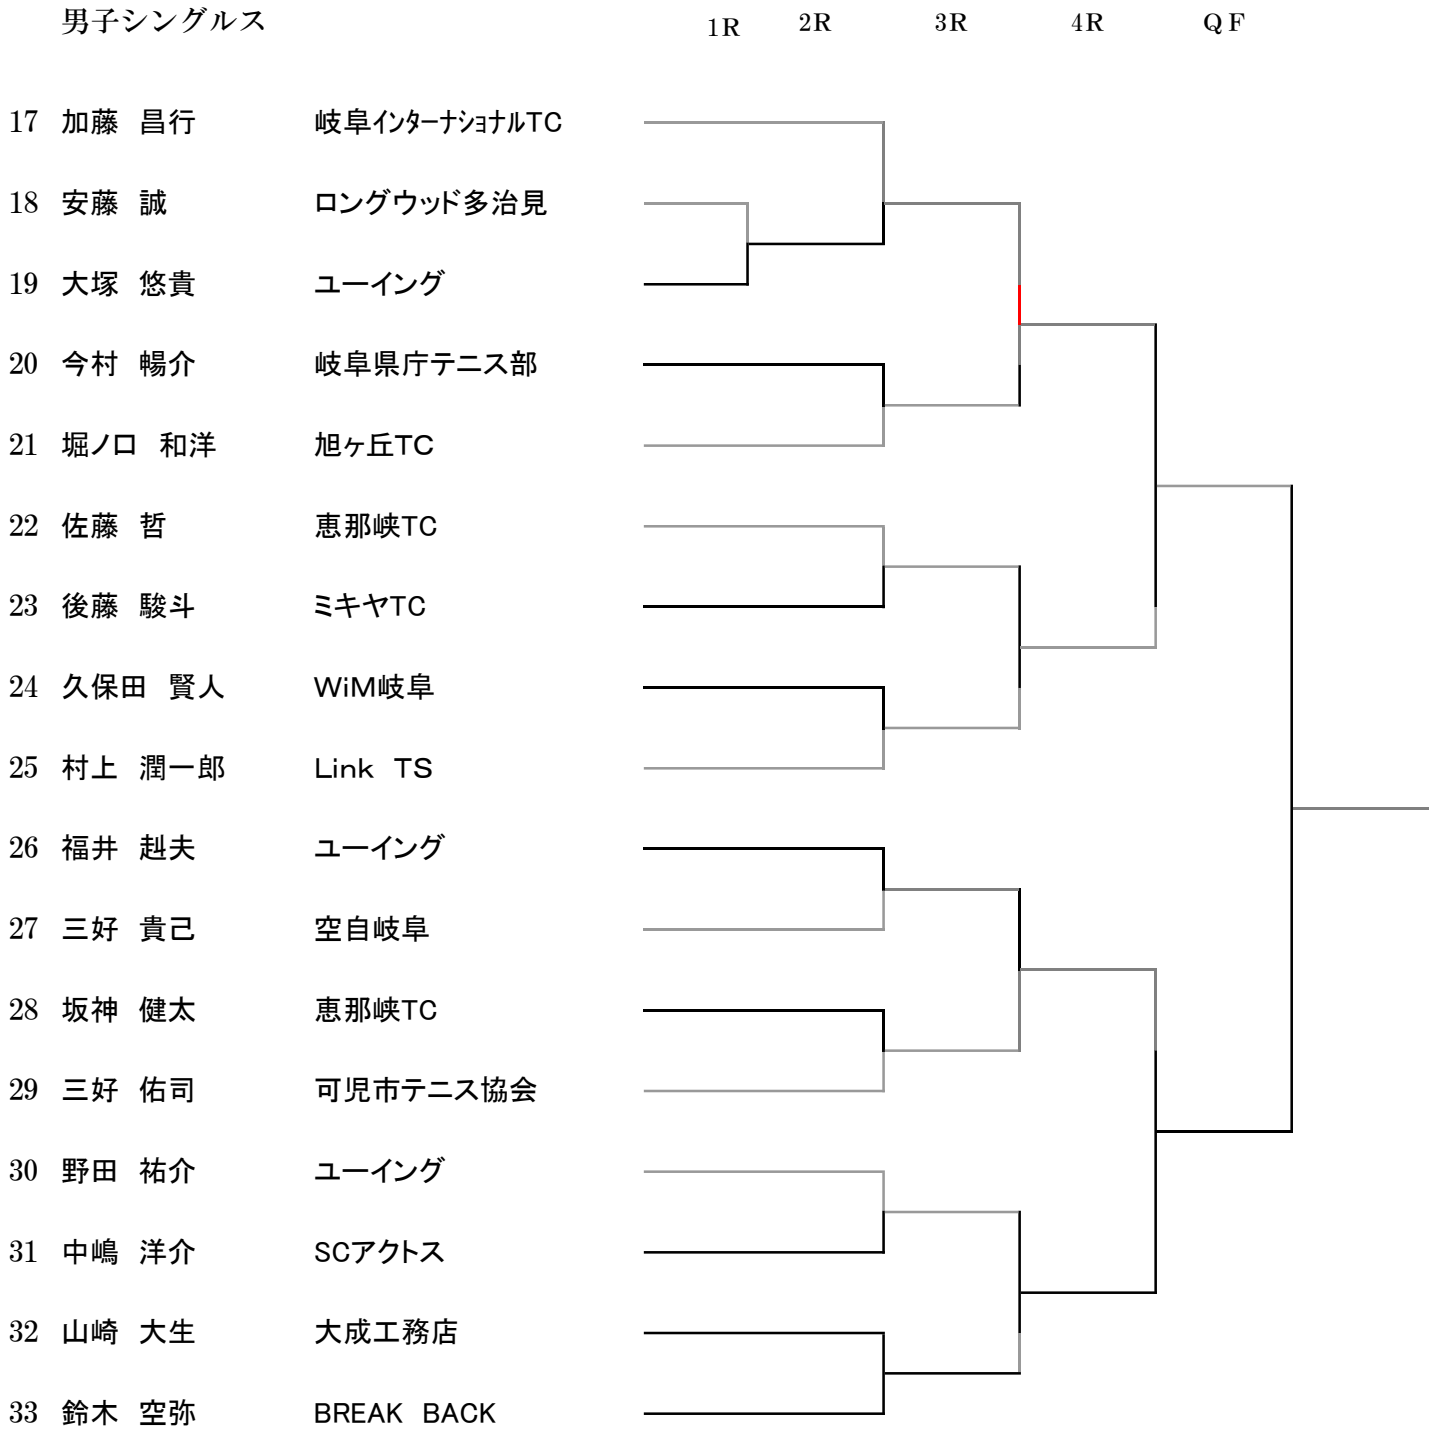 男子シングルス 1R 2R 3R 4R QF
17 加藤 昌行 岐阜インターナショナルTC
18 安藤 誠 ロングウッド多治見
19 大塚 悠貴 ユーイング
20 今村 暢介 岐阜県庁テニス部
21 堀ノ口 和洋 旭ヶ丘TC
22 佐藤 哲 恵那峡TC
23 後藤 駿斗 ミキヤTC
24 久保田 賢人 WiM岐阜
25 村上 潤一郎 Link TS
26 福井 赳夫 ユーイング
27 三好 貴己 空自岐阜
28 坂神 健太 恵那峡TC
29 三好 佑司 可児市テニス協会
30 野田 祐介 ユーイング
31 中嶋 洋介 SCアクトス
32 山崎 大生 大成工務店
33 鈴木 空弥 BREAK BACK